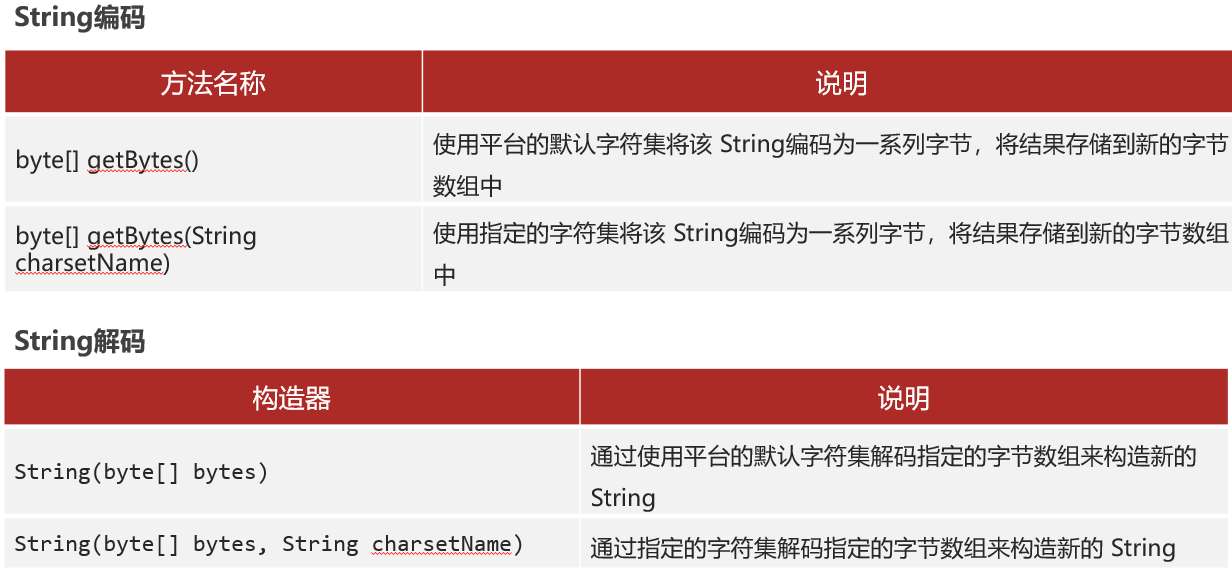 String编码
方法名称 说明
byte[] getBytes()
使用平台的默认字符集将该 String编码为一系列字节，将结果存储到新的字节
数组中
byte[] getBytes(String
charsetName)
使用指定的字符集将该 String编码为一系列字节，将结果存储到新的字节数组
中
String解码
构造器 说明
String(byte[] bytes)
通过使用平台的默认字符集解码指定的字节数组来构造新的
String
String(byte[] bytes, String charsetName)
通过指定的字符集解码指定的字节数组来构造新的 String